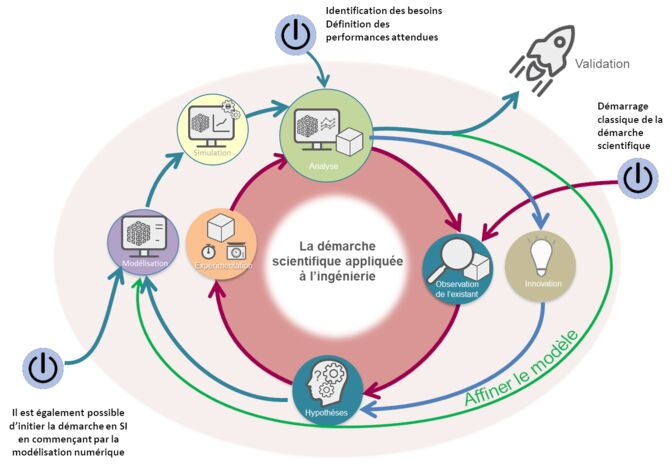 Identification des besoins
Définition des
performances attendues
Validation
Démarrage
classique de la
démarche
scientifique
Simulation
Analyse
Modélisation
Expérimentation
La démarche
scientifique appliquée
à l'ingénierie
Observation
de l'existant
Innovation
Affiner le modèle
Hypothèses
Il est également possible
d'initier la démarche en SI
en commençant par la
modélisation numérique